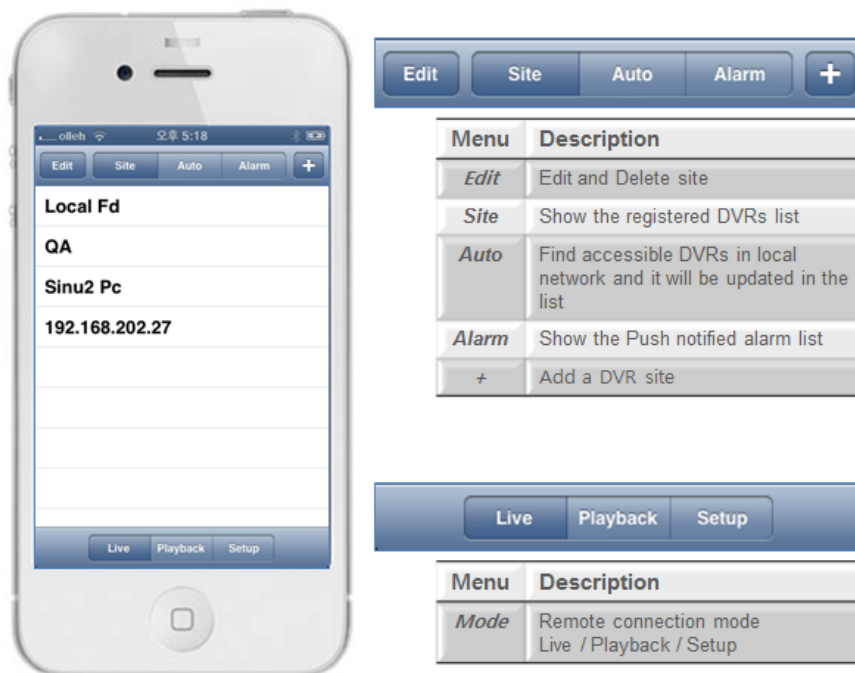 olleh 오후 5:18
Edit Site Auto Alarm +
Local Fd
QA
Sinu2 Pc
192.168.202.27
Live Playback Setup
Edit Site Auto Alarm +
Menu Description
Edit Edit and Delete site
Site Show the registered DVRs list
Auto Find accessible DVRs in local
network and it will be updated in the
list
Alarm Show the Push notified alarm list
+ Add a DVR site
Live Playback Setup
Menu Description
Mode Remote connection mode
Live / Playback / Setup